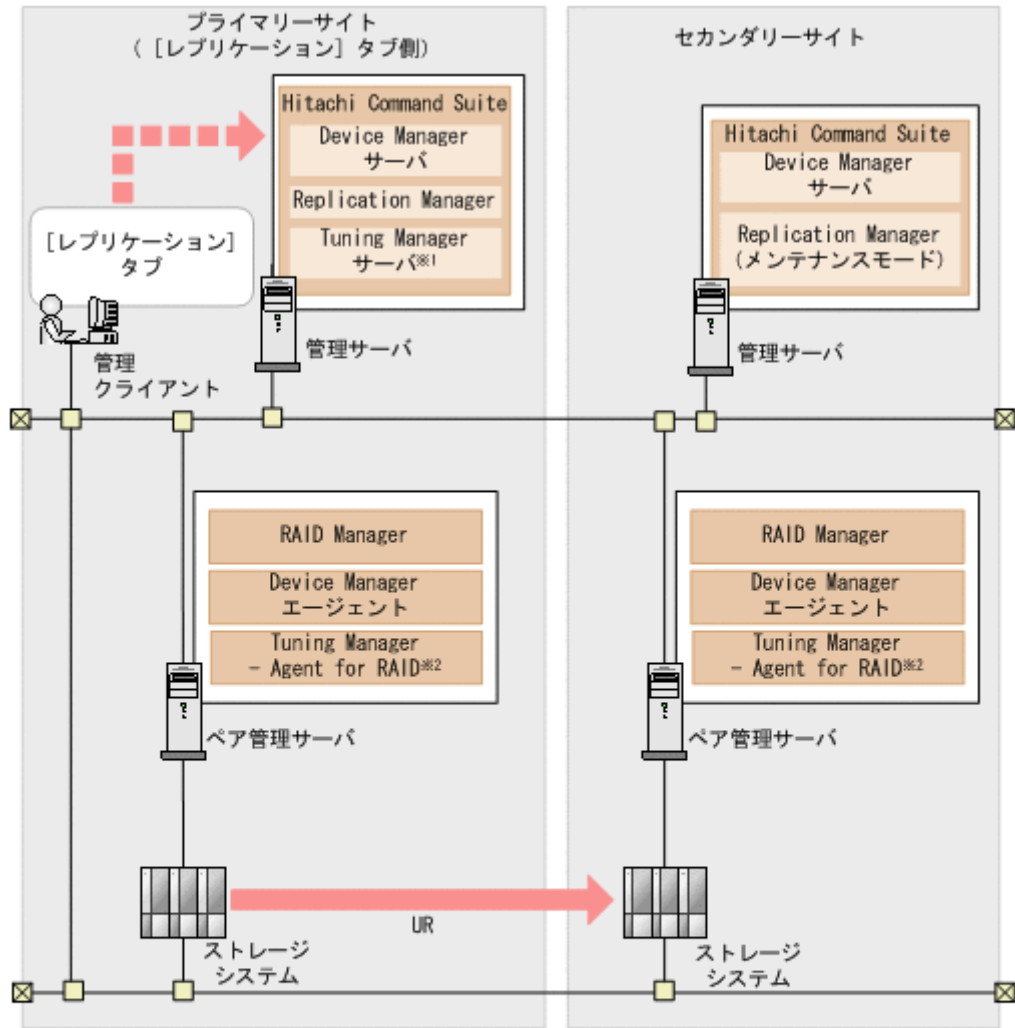 プライマリーサイト
（［レプリケーション］タブ側）
Hitachi Command Suite
Device Manager
サーバ
Replication Manager
Tuning Manager
サーバ※1
［レプリケーション］
タブ
管理
クライアント
管理サーバ
セカンダリーサイト
Hitachi Command Suite
Device Manager
サーバ
Replication Manager
(メンテナンスモード)
管理サーバ
RAID Manager
Device Manager
エージェント
Tuning Manager
- Agent for RAID※2
ペア管理サーバ
RAID Manager
Device Manager
エージェント
Tuning Manager
- Agent for RAID※2
ペア管理サーバ
UR
ストレージ
システム
ストレージ
システム